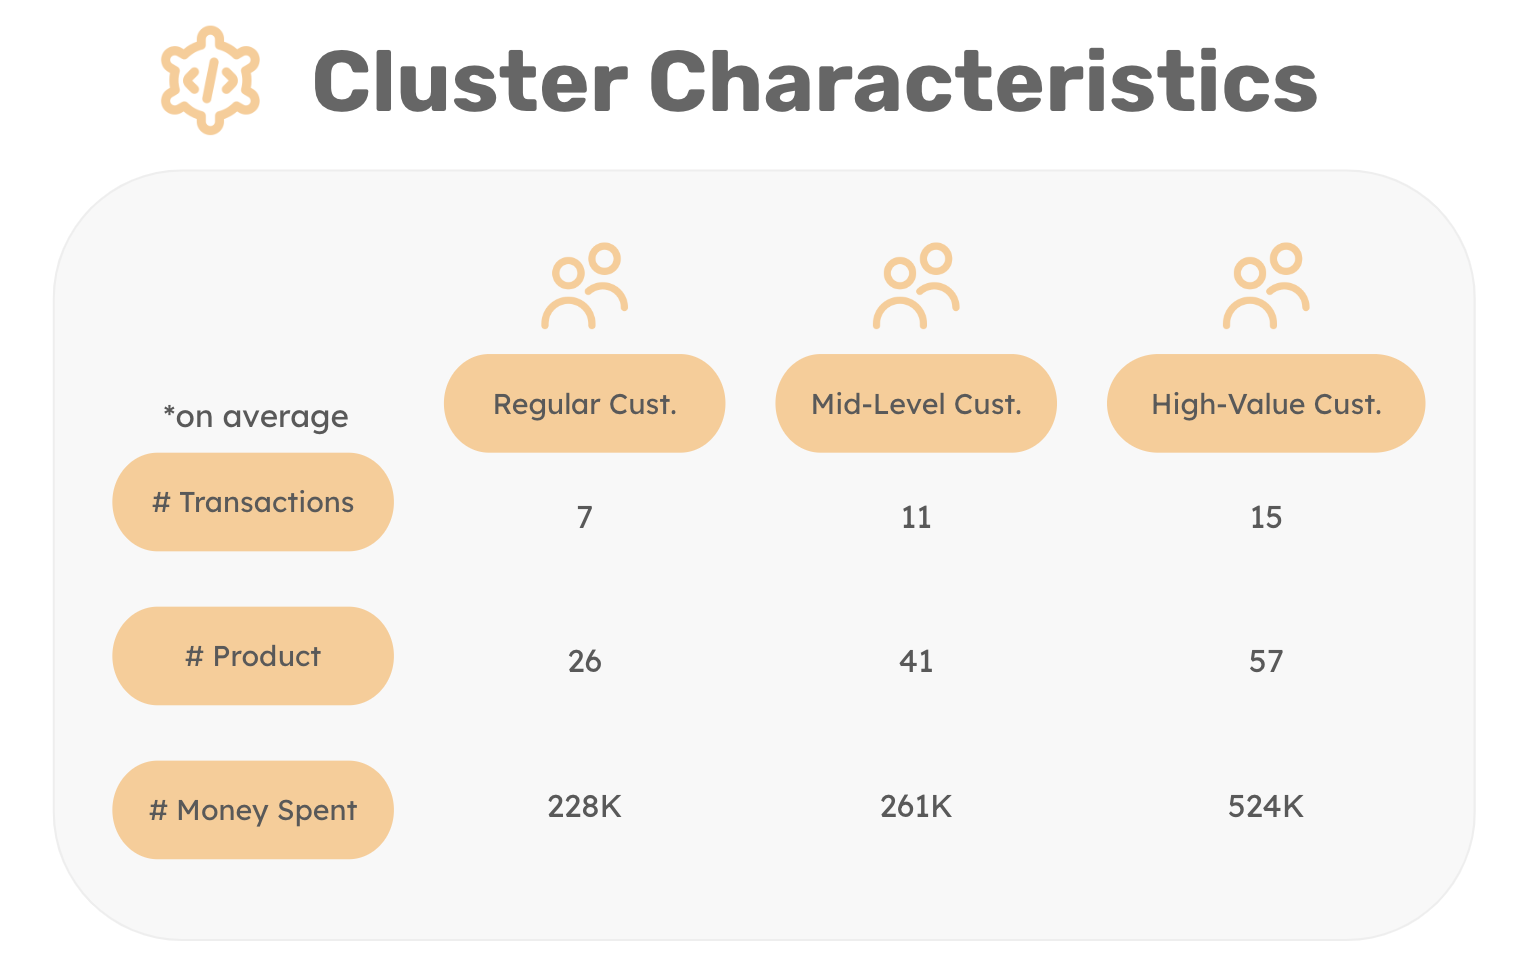 Cluster Characteristics
*on average
Regular Cust.
Mid-Level Cust.
High-Value Cust.
# Transactions
7
11
15
# Product
26
41
57
# Money Spent
228K
261K
524K